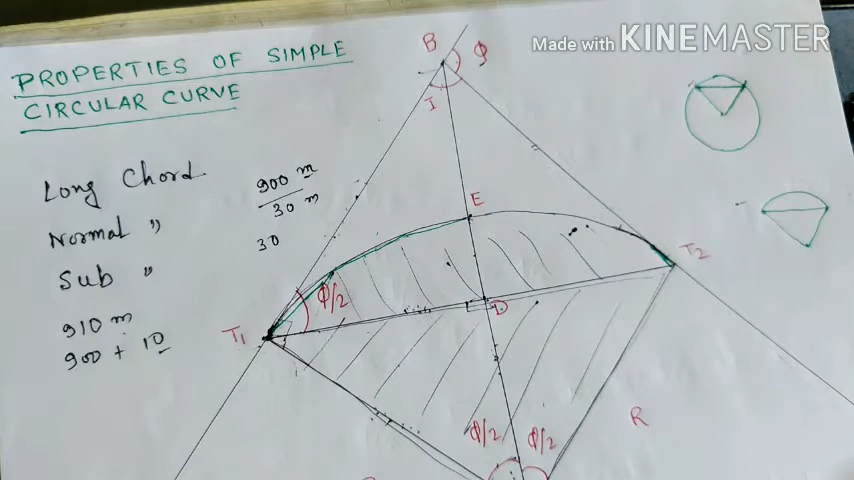 Made with KINEMASTER
PROPERTIES OF SIMPLE
CIRCULAR CURVE
Long Chord 900 m
Normal " 30 m
Sub " 30
910 m
900 + 10
B
ϕ
I
E
T1
ϕ/2
D
T2
ϕ/2
ϕ/2
R